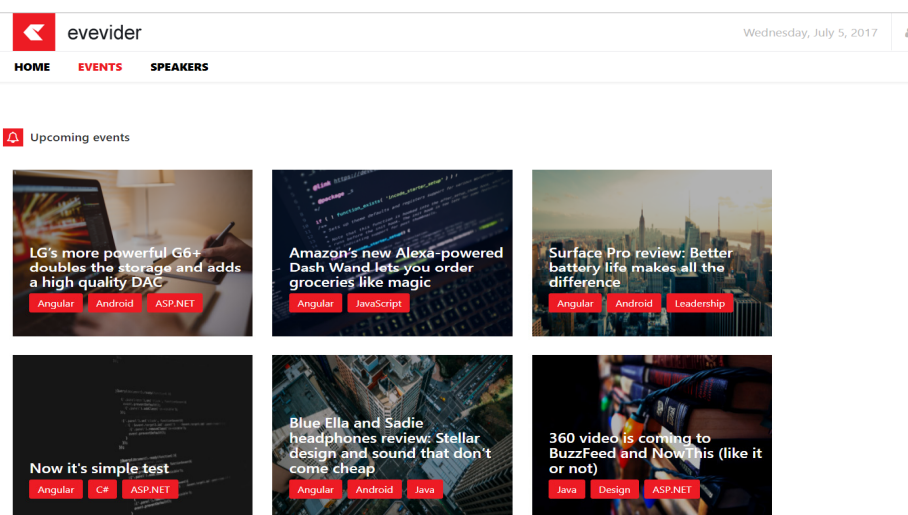 evevider
Wednesday, July 5, 2017
HOME EVENTS SPEAKERS
Upcoming events
LG's more powerful G6+
doubles the storage and adds
a high quality DAC
Angular Android ASP.NET
Amazon's new Alexa-powered
Dash Wand lets you order
groceries like magic
Angular JavaScript
Surface Pro review: Better
battery life makes all the
difference
Angular Android Leadership
Now it's simple test
Angular C# ASP.NET
Blue Ella and Sadie
headphones review: Stellar
design and sound that don't
come cheap
Angular Android Java
360 video is coming to
BuzzFeed and NowThis (like it
or not)
Java Design ASP.NET